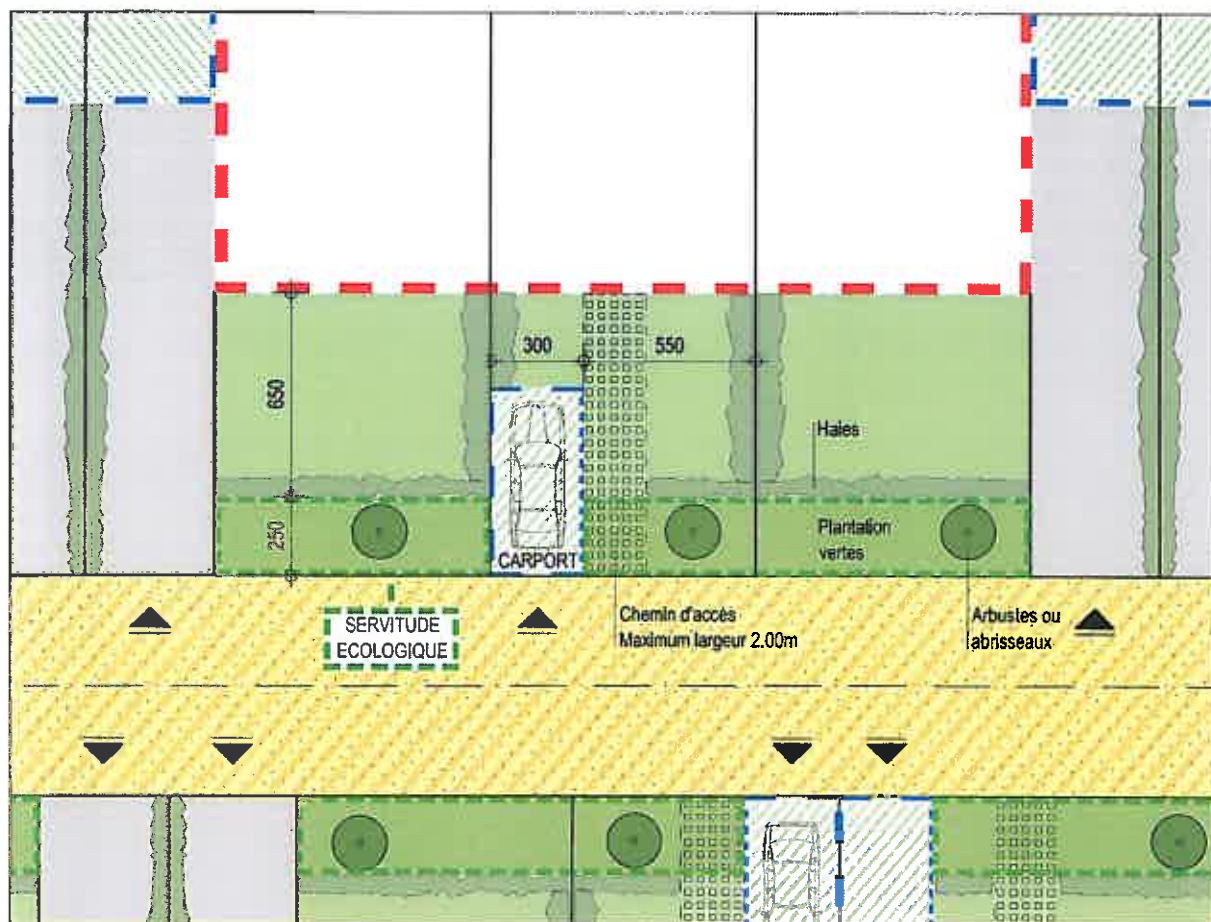 300
550
650
Haies
250
Plantation
vertes
CARPORT
SERVITUDE
ECOLOGIQUE
Chemin d'accès
Maximum largeur 2.00m
Arbustes ou
abrisseaux